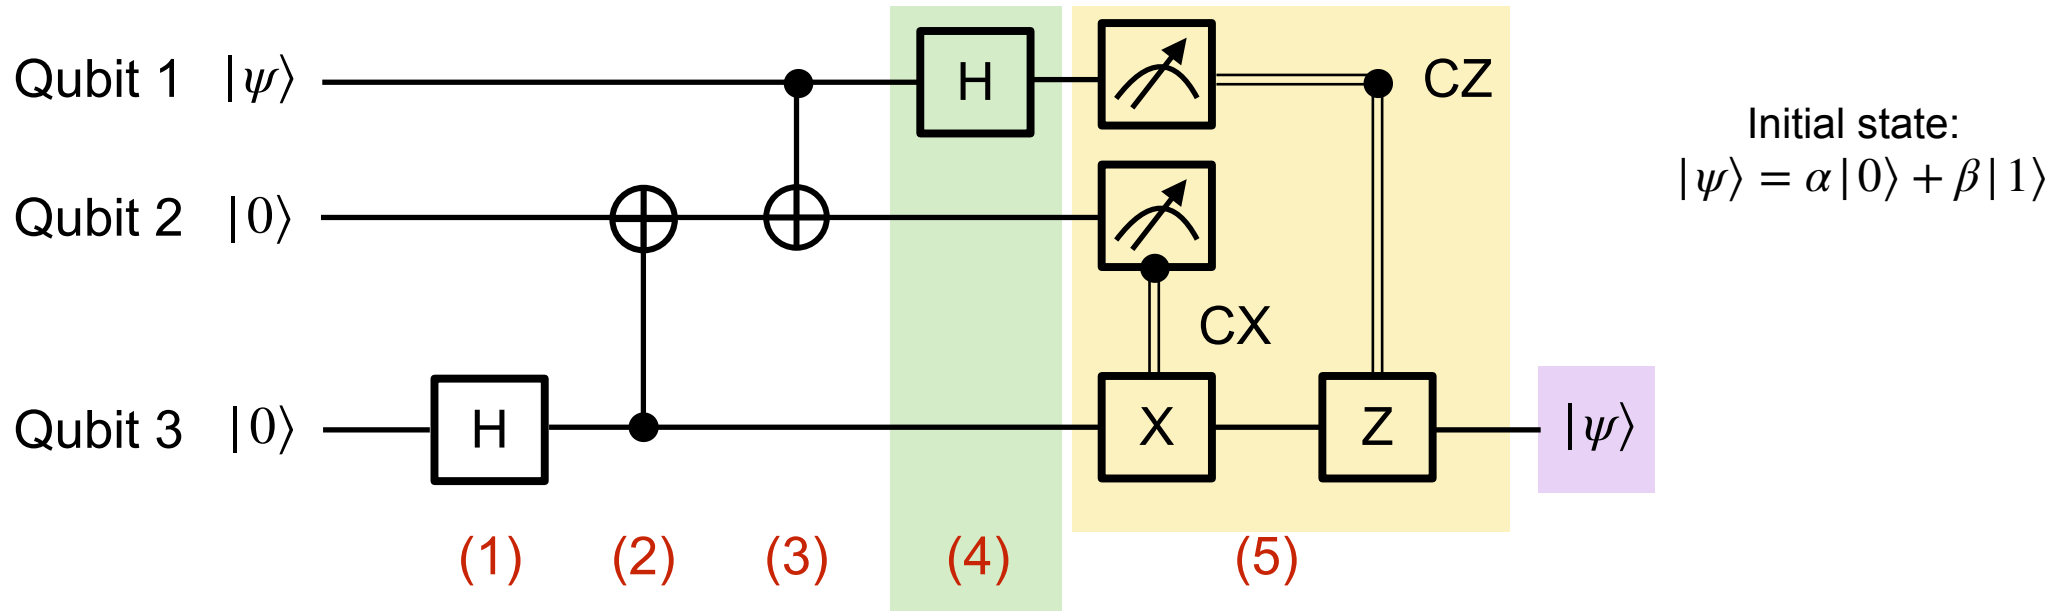 Qubit 1 |ψ⟩ H CZ
Initial state:
|ψ⟩ = α|0⟩ + β|1⟩
Qubit 2 |0⟩
CX
Qubit 3 |0⟩ H X Z |ψ⟩
(1) (2) (3) (4) (5)